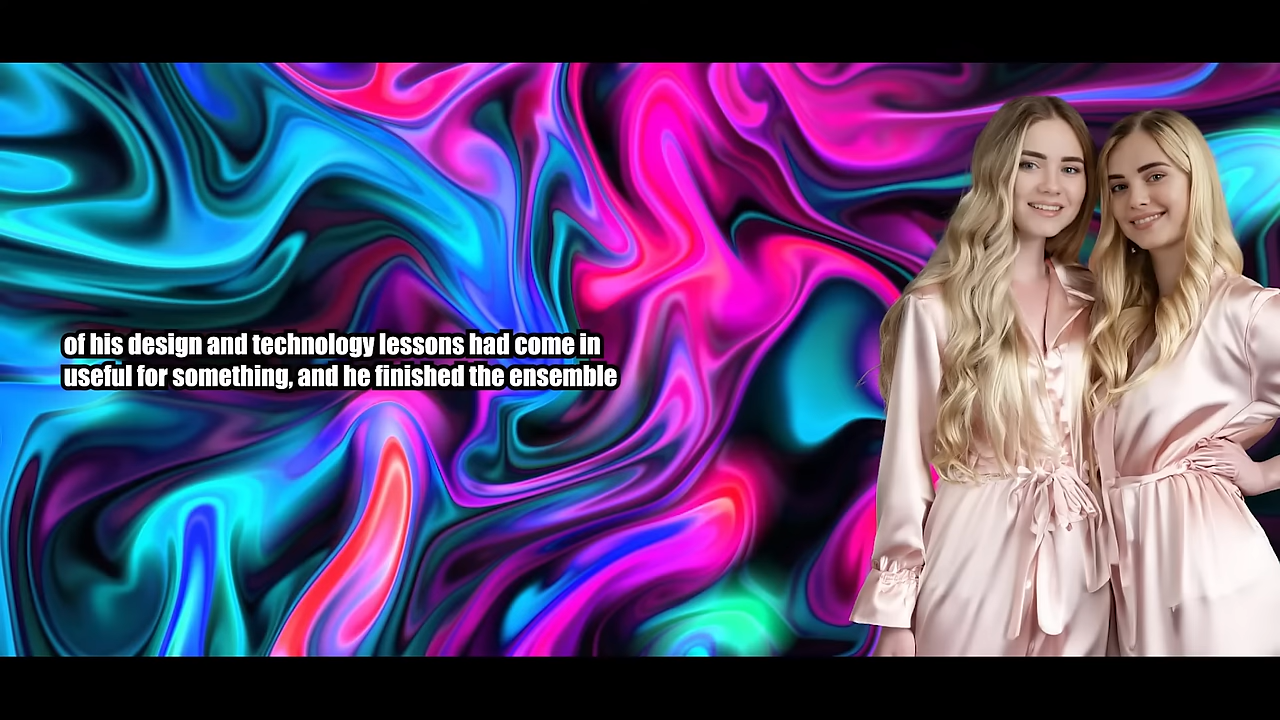 of his design and technology lessons had come in
useful for something, and he finished the ensemble